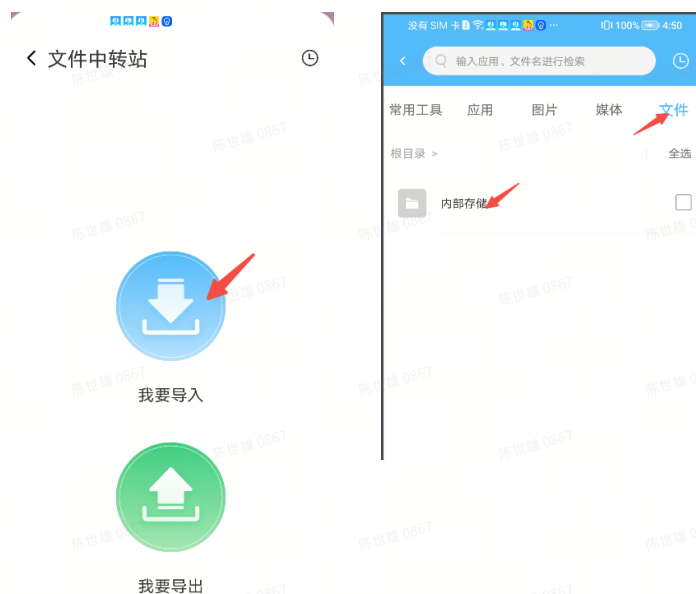 文件中转站
我要导入
我要导出
没有 SIM 卡 100% 4:50
输入应用、文件名进行检索
常用工具 应用 图片 媒体 文件
根目录 > 全选
内部存储
陈世雄 0867